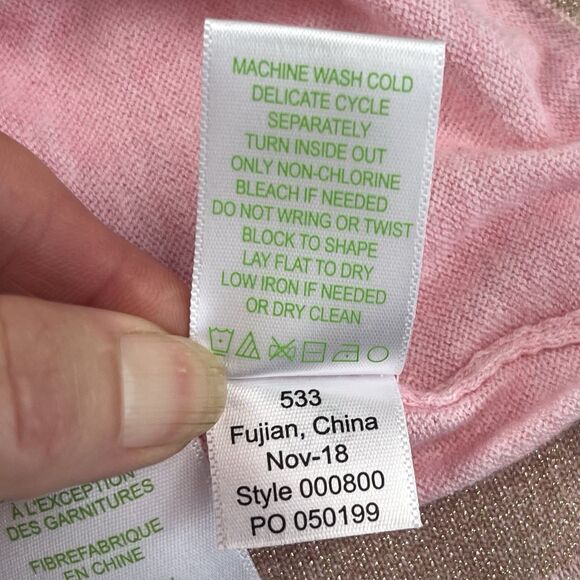 MACHINE WASH COLD
DELICATE CYCLE
SEPARATELY
TURN INSIDE OUT
ONLY NON-CHLORINE
BLEACH IF NEEDED
DO NOT WRING OR TWIST
BLOCK TO SHAPE
LAY FLAT TO DRY
LOW IRON IF NEEDED
OR DRY CLEAN
533
Fujian, China
Nov-18
Style 000800
PO 050199
À L'EXCEPTION
DES GARNITURES
FIBREFABRIQUE
EN CHINE